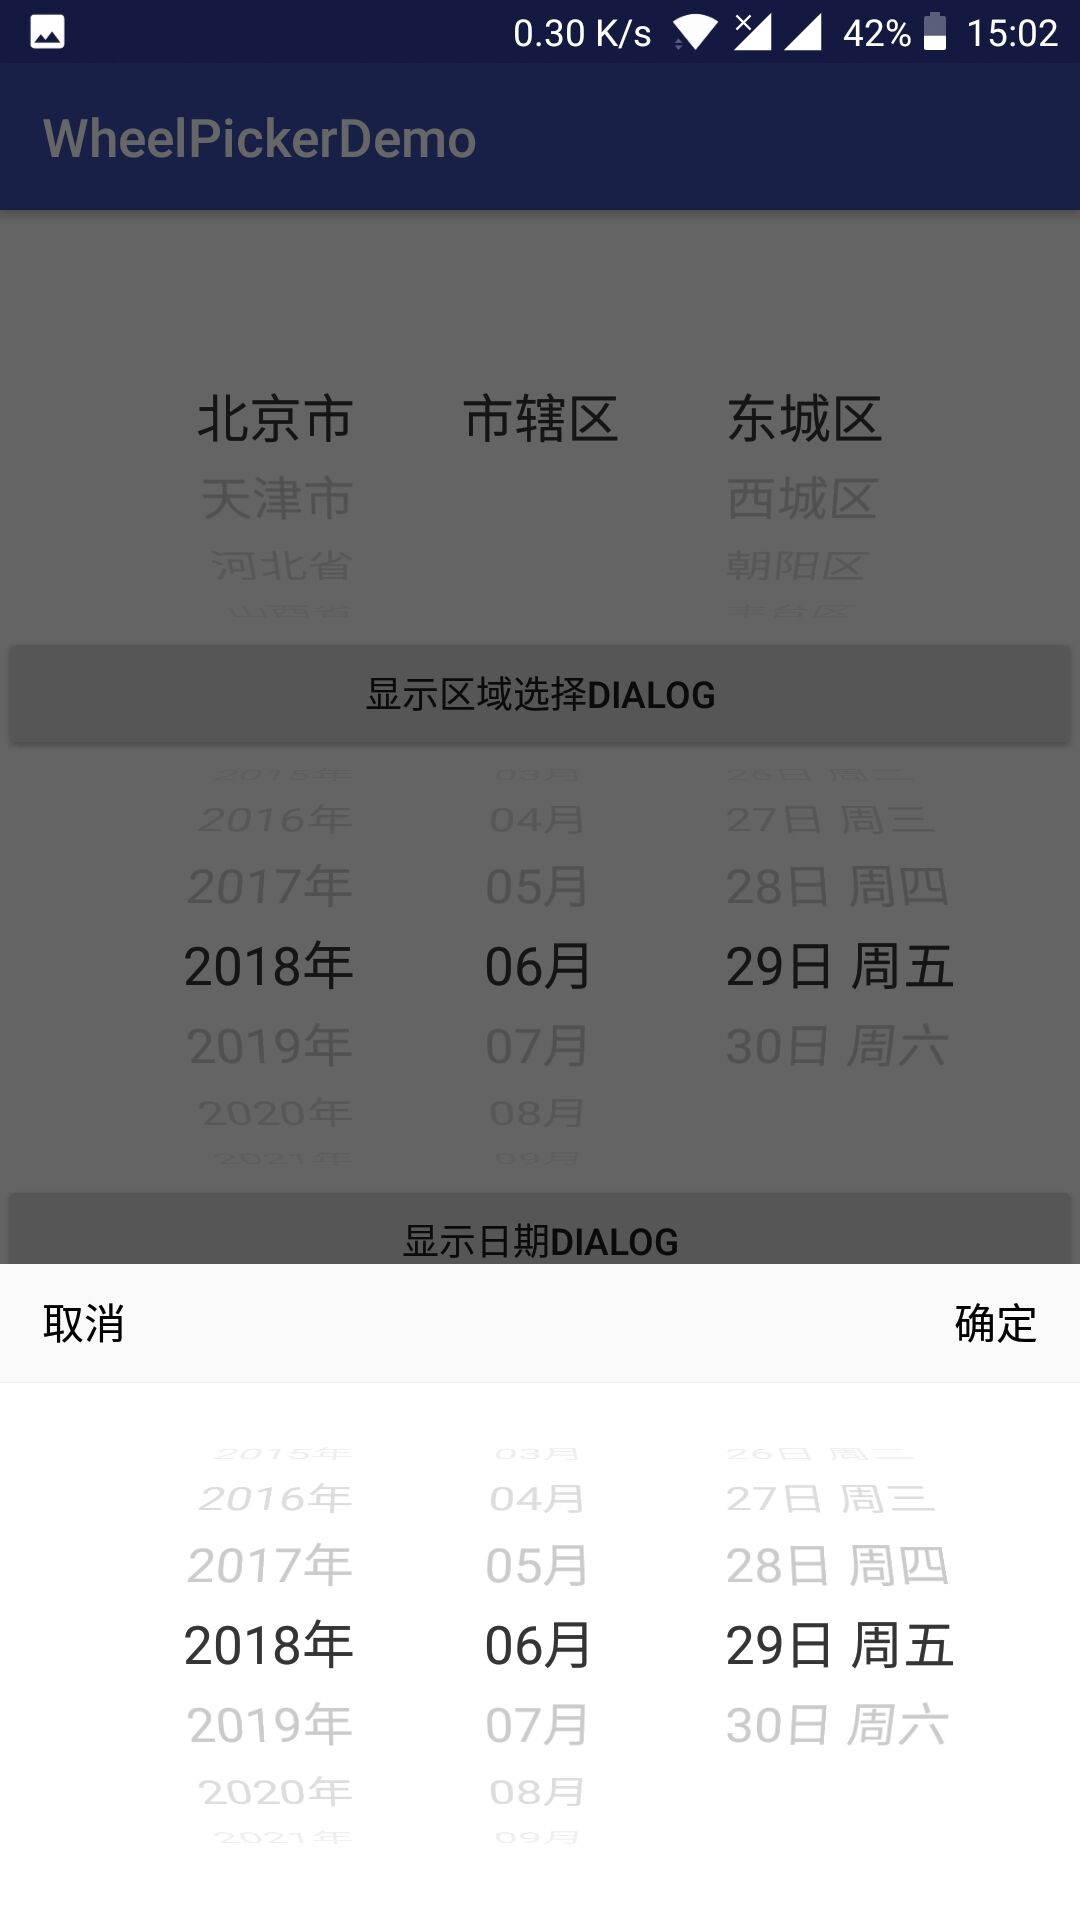 0.30 K/s 42% 15:02
WheelPickerDemo
北京市 市辖区 东城区
天津市 西城区
河北省 朝阳区
山西省 丰台区
显示区域选择DIALOG
2015年 03月 26日 周二
2016年 04月 27日 周三
2017年 05月 28日 周四
2018年 06月 29日 周五
2019年 07月 30日 周六
2020年 08月
2021年 09月
显示日期DIALOG
取消 确定
2015年 03月 26日 周二
2016年 04月 27日 周三
2017年 05月 28日 周四
2018年 06月 29日 周五
2019年 07月 30日 周六
2020年 08月
2021年 09月